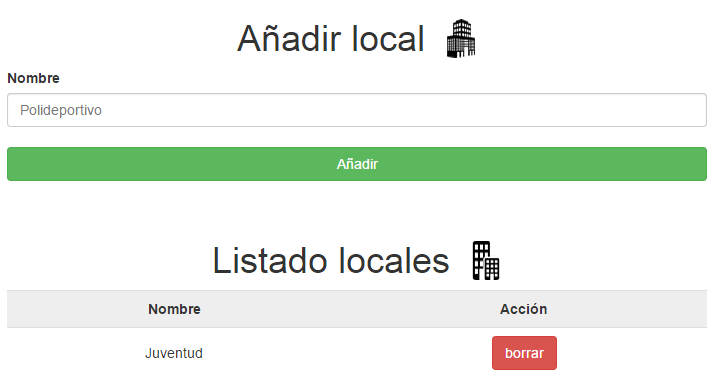 Añadir local
Nombre
Polideportivo
Añadir
Listado locales
Nombre Acción
Juventud borrar